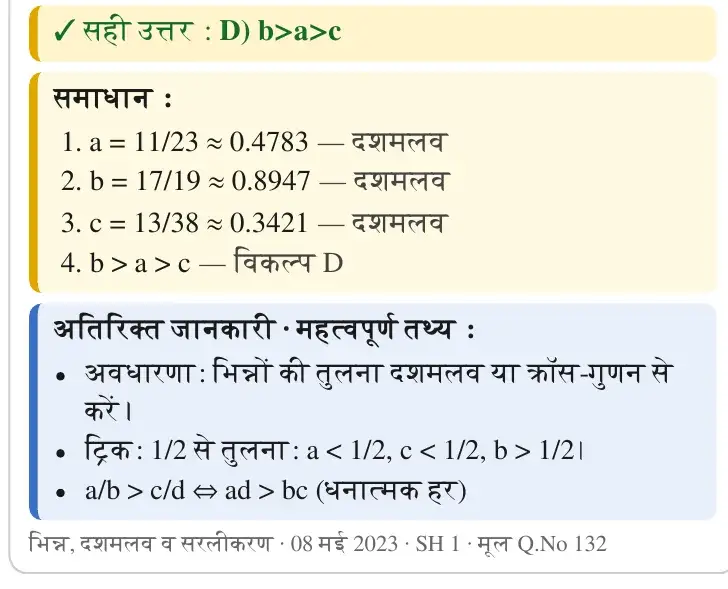 ✓ सही उत्तर : D) b>a>c
समाधान :
1. a = 11/23 ≈ 0.4783 — दशमलव
2. b = 17/19 ≈ 0.8947 — दशमलव
3. c = 13/38 ≈ 0.3421 — दशमलव
4. b > a > c — विकल्प D
अतिरिक्त जानकारी · महत्वपूर्ण तथ्य :
• अवधारणा : भिन्नों की तुलना दशमलव या क्रॉस-गुणन से
करें।
• ट्रिक : 1/2 से तुलना : a < 1/2, c < 1/2, b > 1/2।
• a/b > c/d ⇔ ad > bc (धनात्मक हर)
भिन्न, दशमलव व सरलीकरण · 08 मई 2023 · SH 1 · मूल Q.No 132